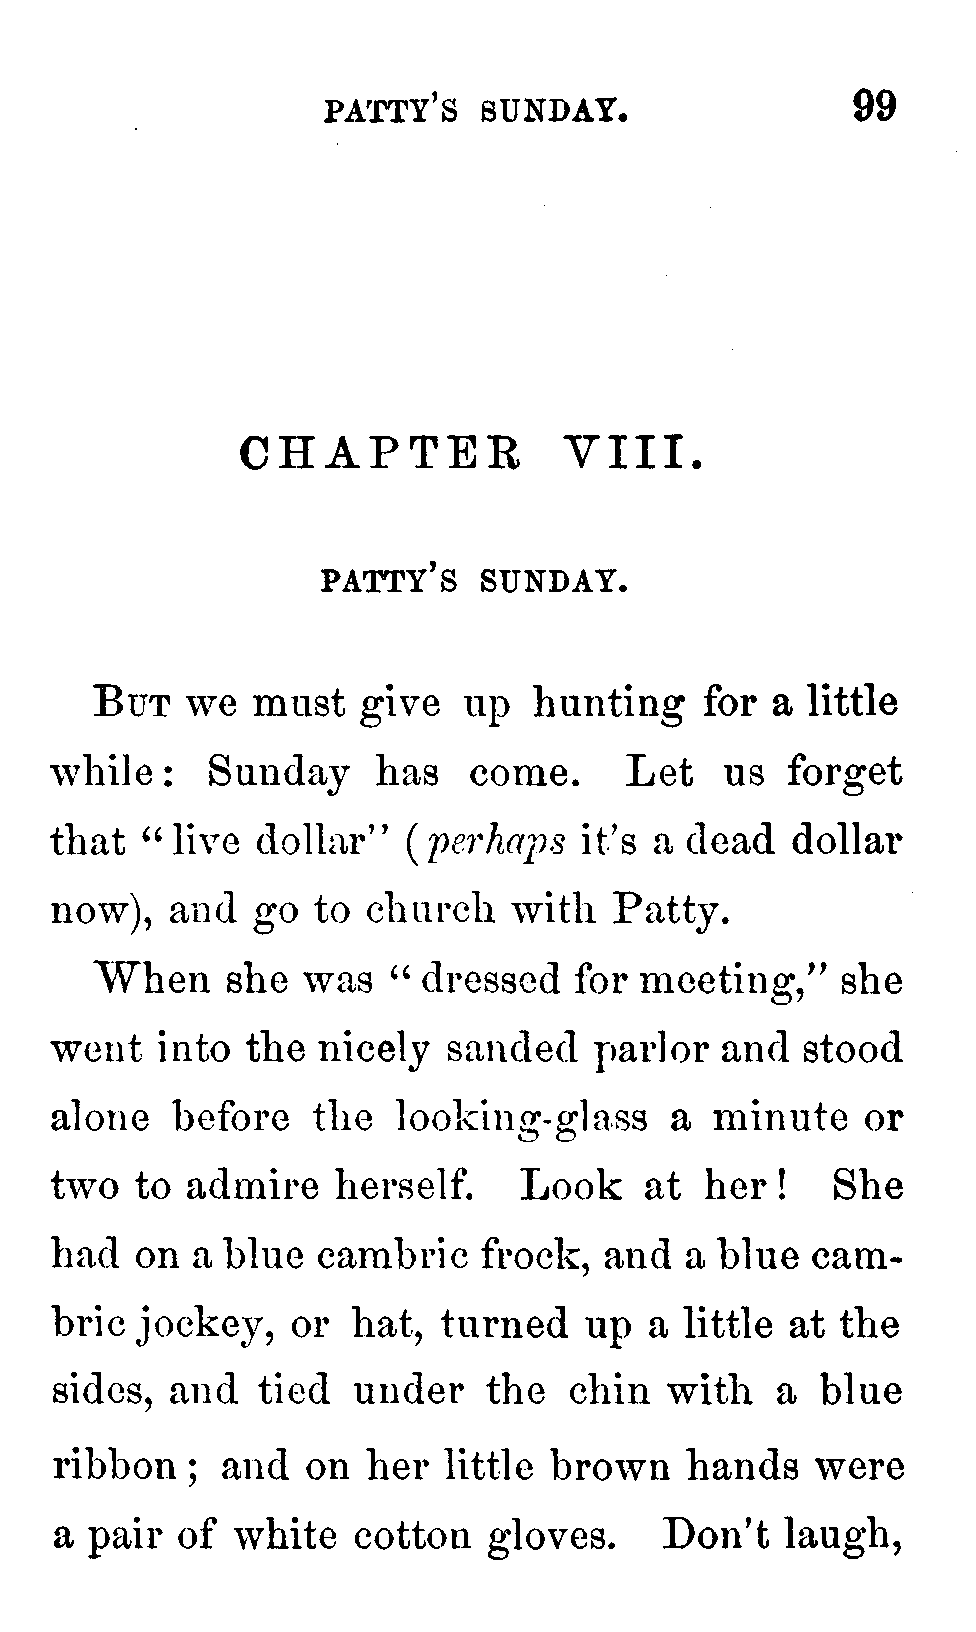 PATTY'S SUNDAY. 99
CHAPTER VIII.
PATTY'S SUNDAY.
BUT we must give up hunting for a little
while: Sunday has come. Let us forget
that "live dollar" (perhaps it's a dead dollar
now), and go to church with Patty.
When she was "dressed for meeting," she
went into the nicely sanded parlor and stood
alone before the looking-glass a minute or
two to admire herself. Look at her! She
had on a blue cambric frock, and a blue cam-
bric jockey, or hat, turned up a little at the
sides, and tied under the chin with a blue
ribbon; and on her little brown hands were
a pair of white cotton gloves. Don't laugh,